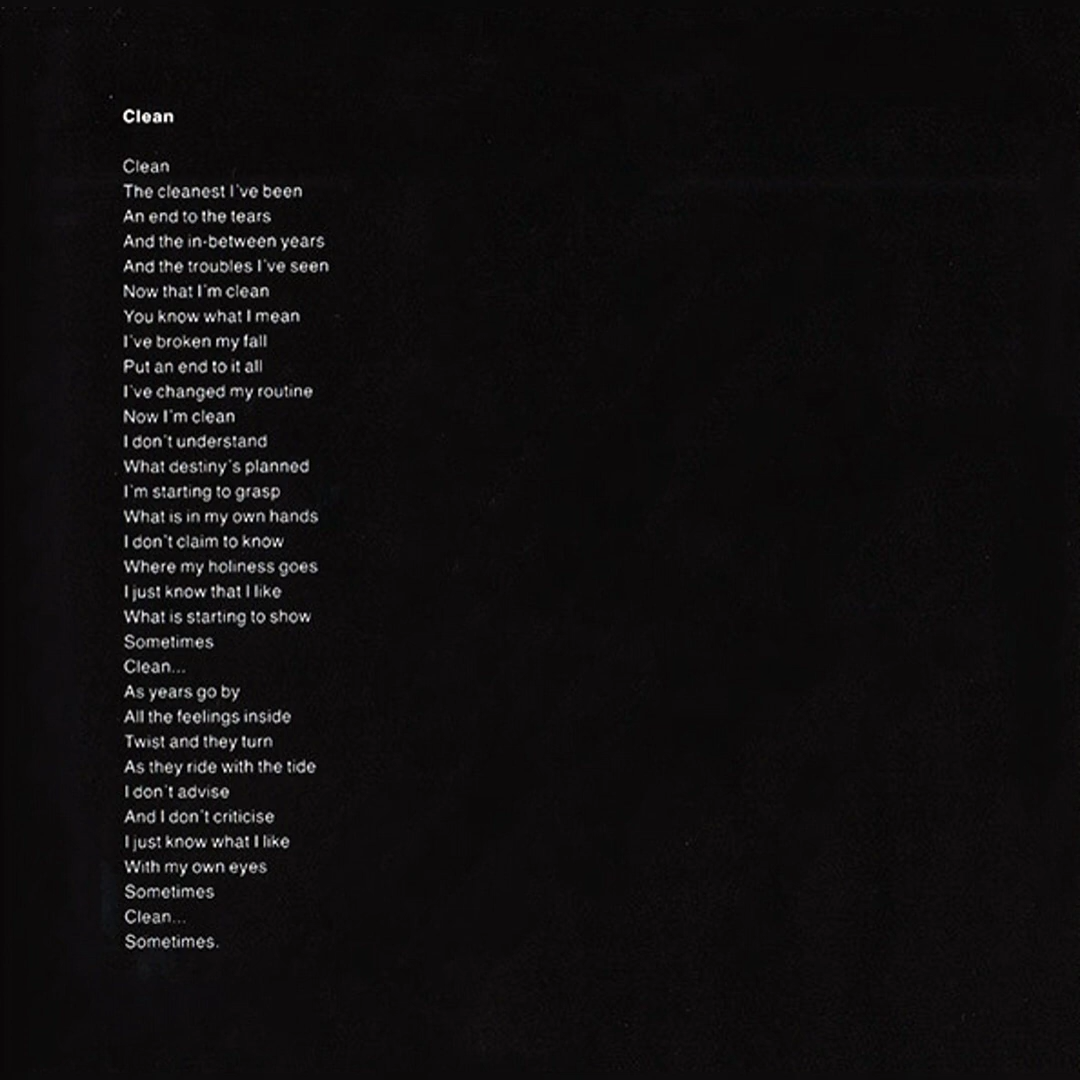 Clean
Clean
The cleanest I've been
An end to the tears
And the in-between years
And the troubles I've seen
Now that I'm clean
You know what I mean
I've broken my fall
Put an end to it all
I've changed my routine
Now I'm clean
I don't understand
What destiny's planned
I'm starting to grasp
What is in my own hands
I don't claim to know
Where my holiness goes
I just know that I like
What is starting to show
Sometimes
Clean...
As years go by
All the feelings inside
Twist and they turn
As they ride with the tide
I don't advise
And I don't criticise
I just know what I like
With my own eyes
Sometimes
Clean...
Sometimes.